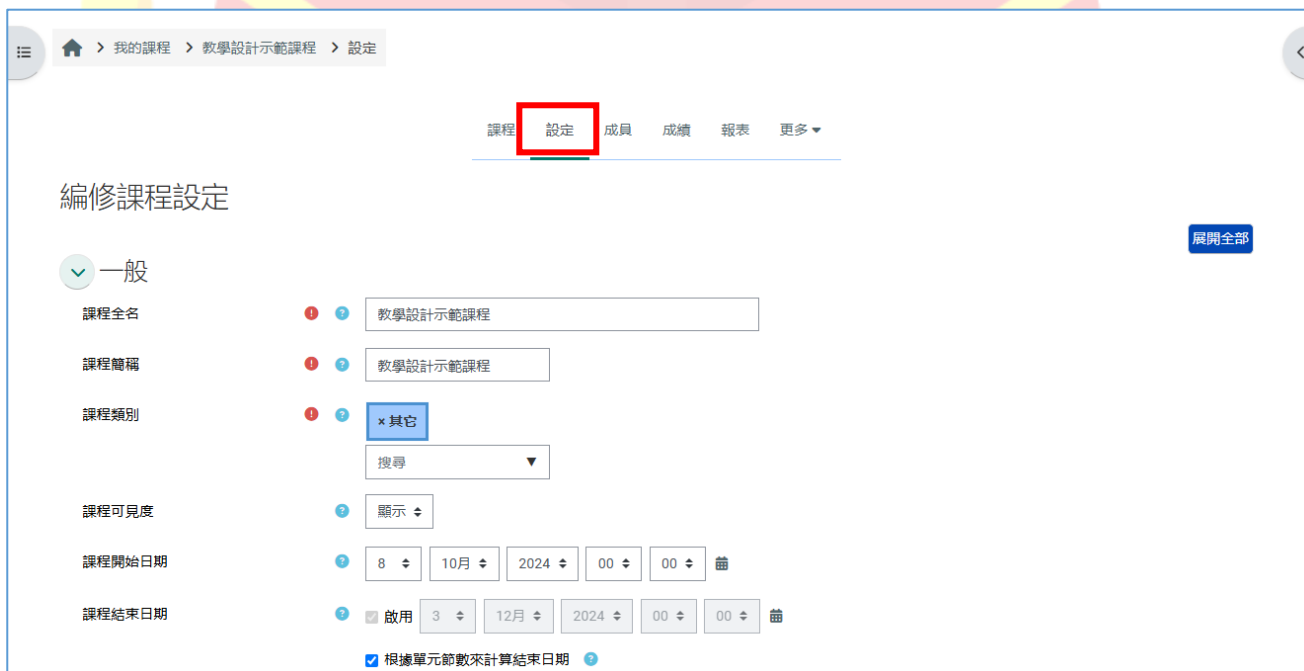 我的課程 教學設計示範課程 設定
課程 設定 成員 成績 報表 更多
編修課程設定
展開全部
一般
課程全名 教學設計示範課程
課程簡稱 教學設計示範課程
課程類別 ×其它
搜尋
課程可見度 顯示
課程開始日期 8 10月 2024 00 00
課程結束日期 啟用 3 12月 2024 00 00
根據單元節數來計算結束日期